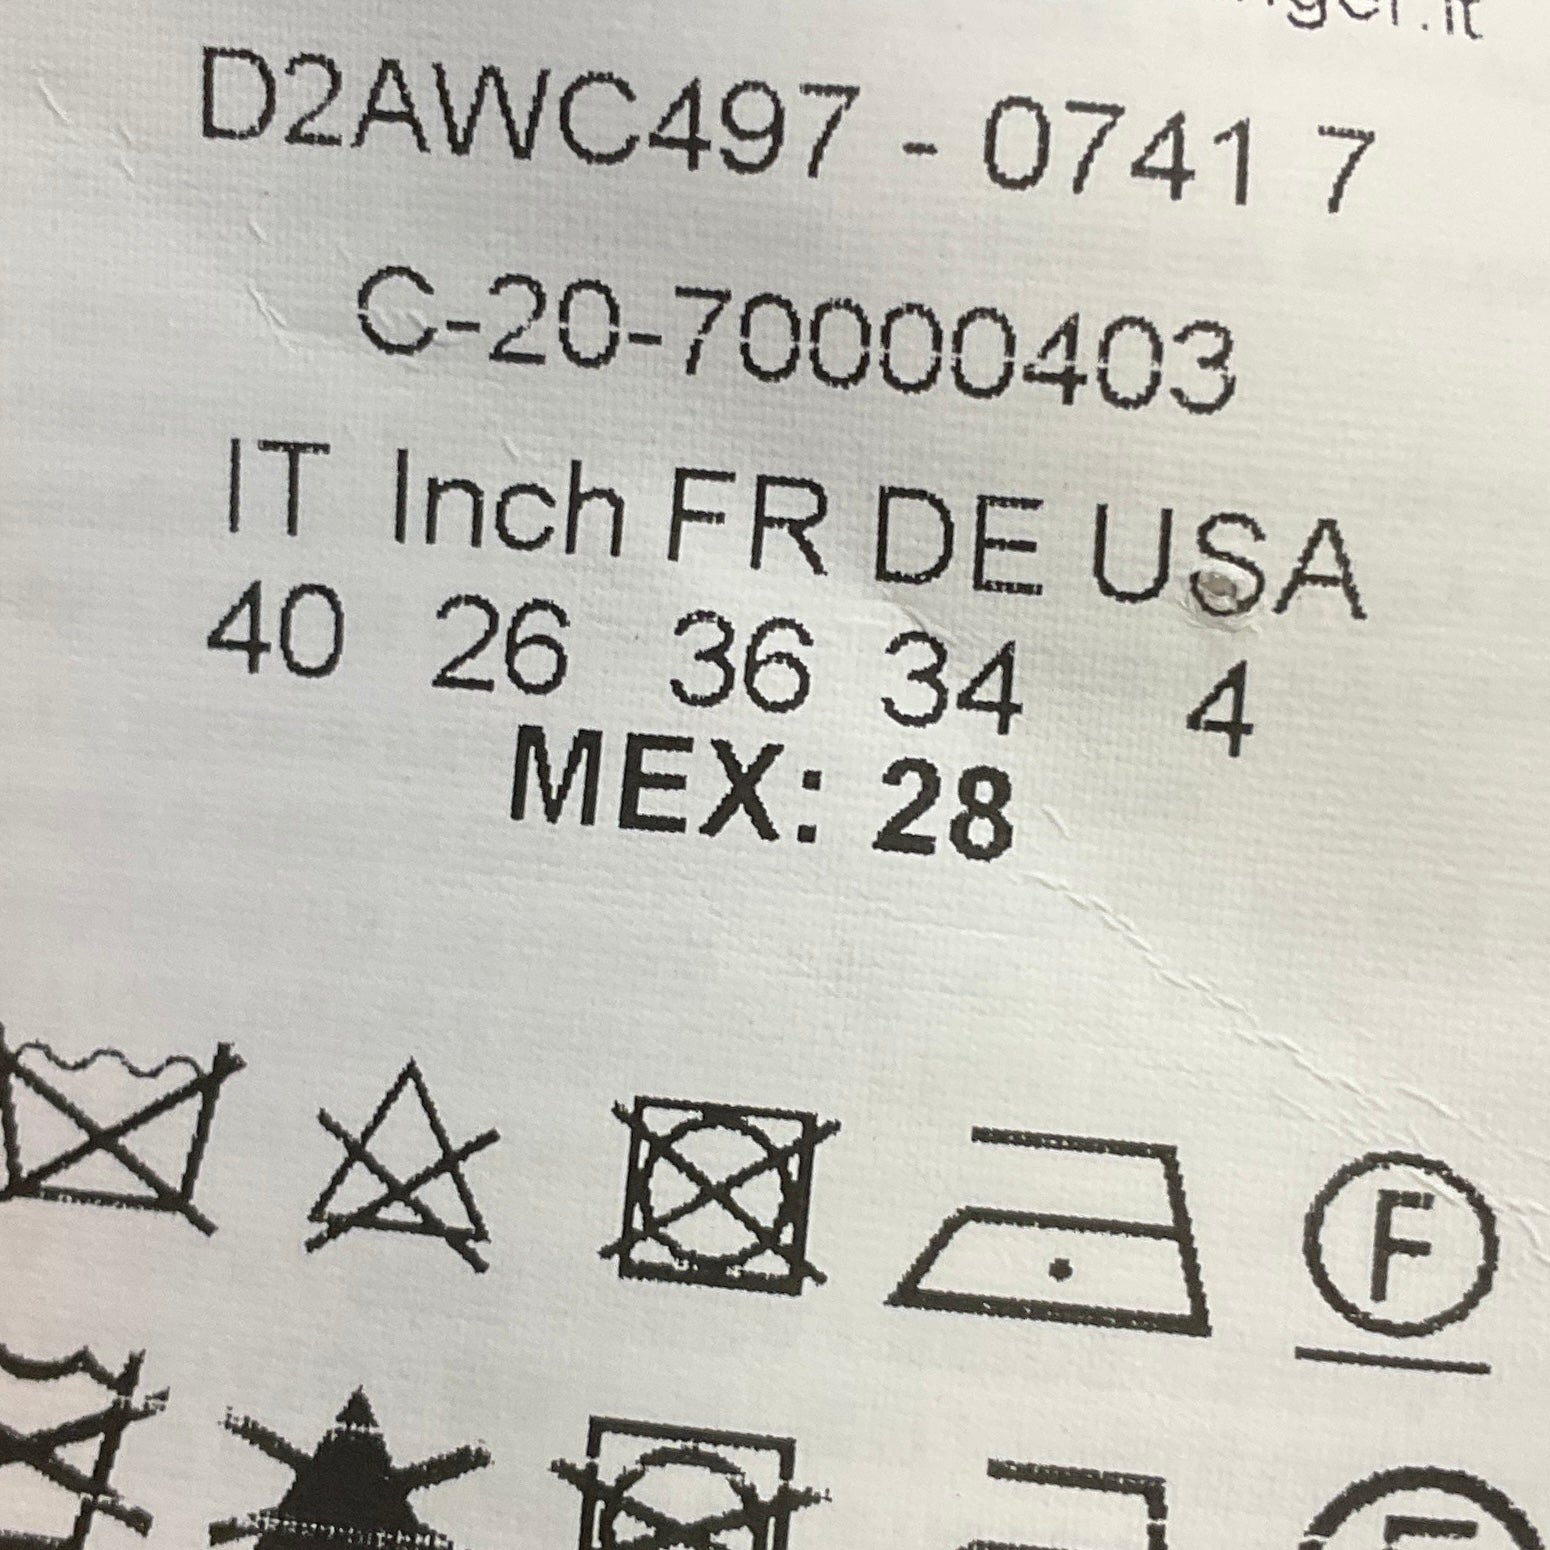 D2AWC497 - 0741 7
C-20-70000403
IT Inch FR DE USA
40 26 36 34 4
MEX: 28
F